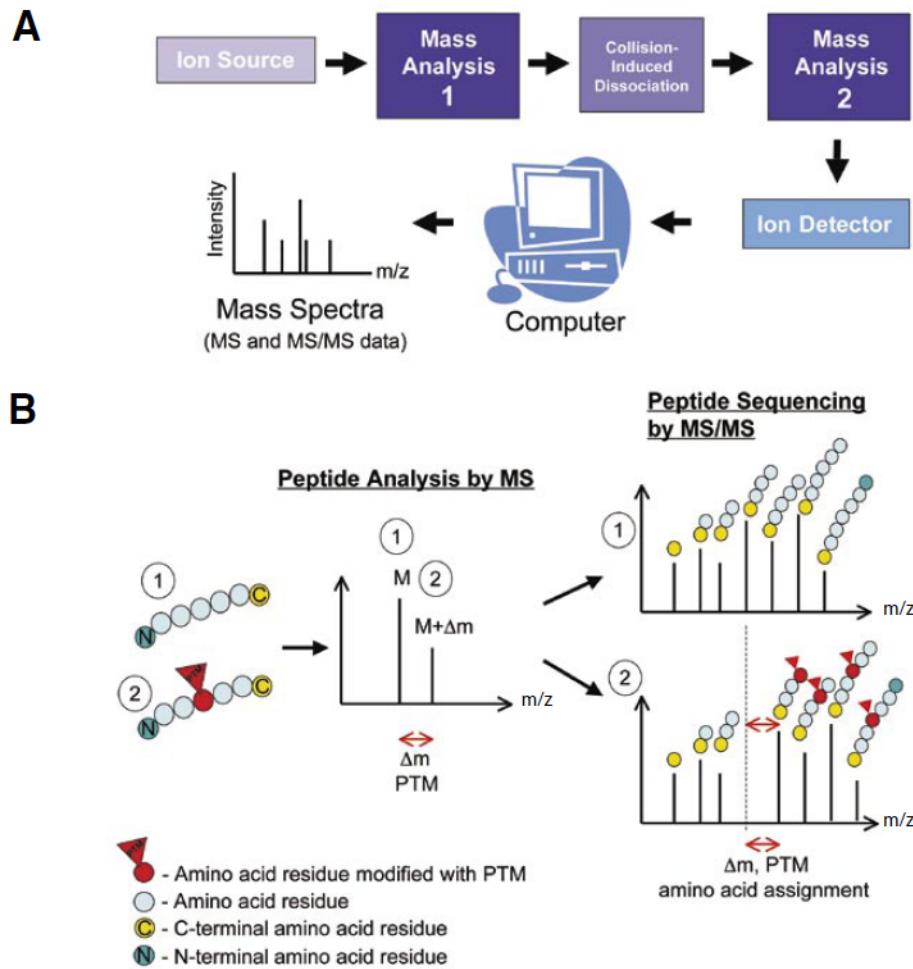 A
Ion Source
Mass
Analysis
1
Collision-
Induced
Dissociation
Mass
Analysis
2
Ion Detector
Computer
Intensity
m/z
Mass Spectra
(MS and MS/MS data)
B
Peptide Analysis by MS
Peptide Sequencing
by MS/MS
1
N
C
2
PTM
N
C
1
M
2
M+Δm
m/z
Δm
PTM
1
m/z
2
m/z
Δm, PTM
amino acid assignment
PTM
- Amino acid residue modified with PTM
- Amino acid residue
C - C-terminal amino acid residue
N - N-terminal amino acid residue